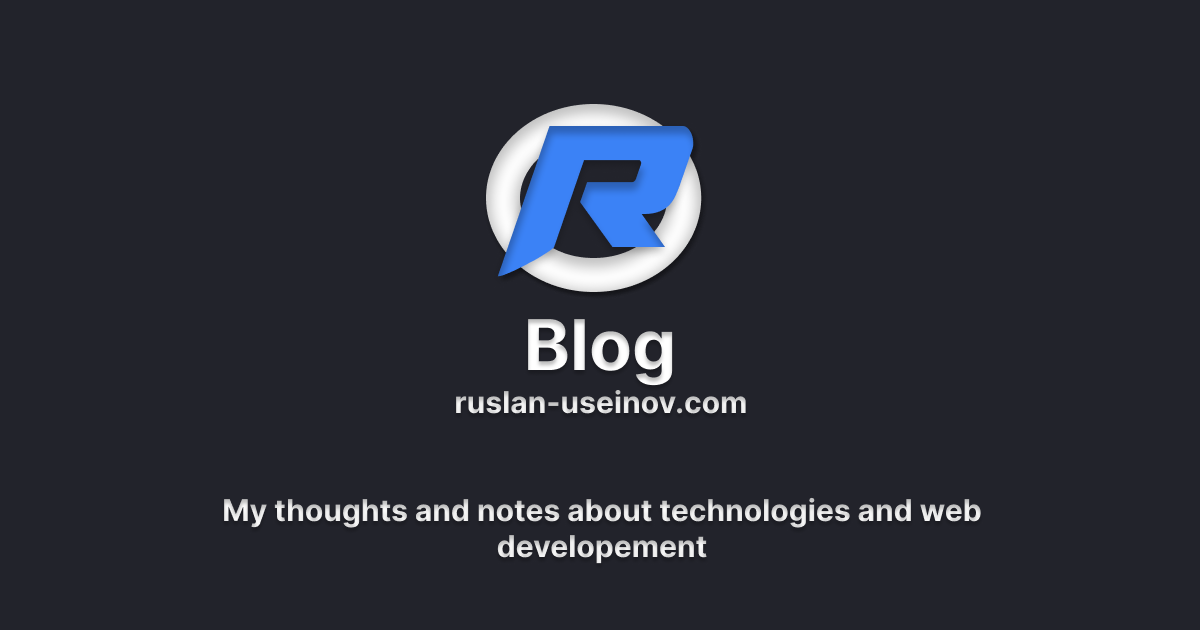 R
Blog
ruslan-useinov.com
My thoughts and notes about technologies and web
developement